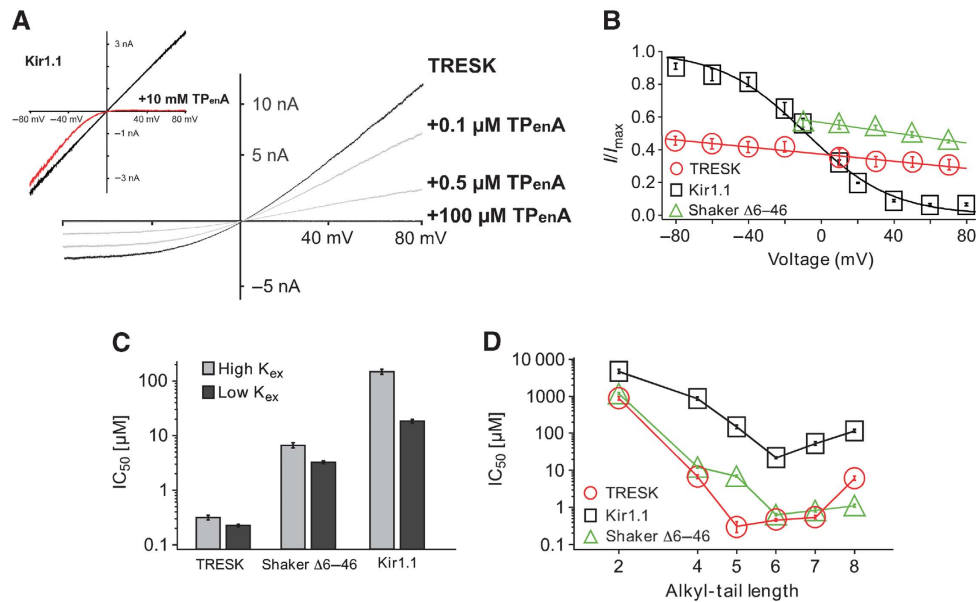 A
Kir1.1
3 nA
+10 mM TPenA
−80 mV
−40 mV
40 mV
80 mV
−1 nA
−3 nA
TRESK
10 nA
+0.1 μM TPenA
5 nA
+0.5 μM TPenA
+100 μM TPenA
40 mV
80 mV
−5 nA
B
I/Imax
1.0
0.8
0.6
0.4
0.2
0.0
TRESK
Kir1.1
Shaker Δ6–46
−80
−40
0
40
80
Voltage (mV)
C
IC50 [μM]
100
10
1
0.1
High Kex
Low Kex
TRESK
Shaker Δ6–46
Kir1.1
D
IC50 [μM]
10 000
1000
100
10
1
0.1
TRESK
Kir1.1
Shaker Δ6–46
2
4
5
6
7
8
Alkyl-tail length